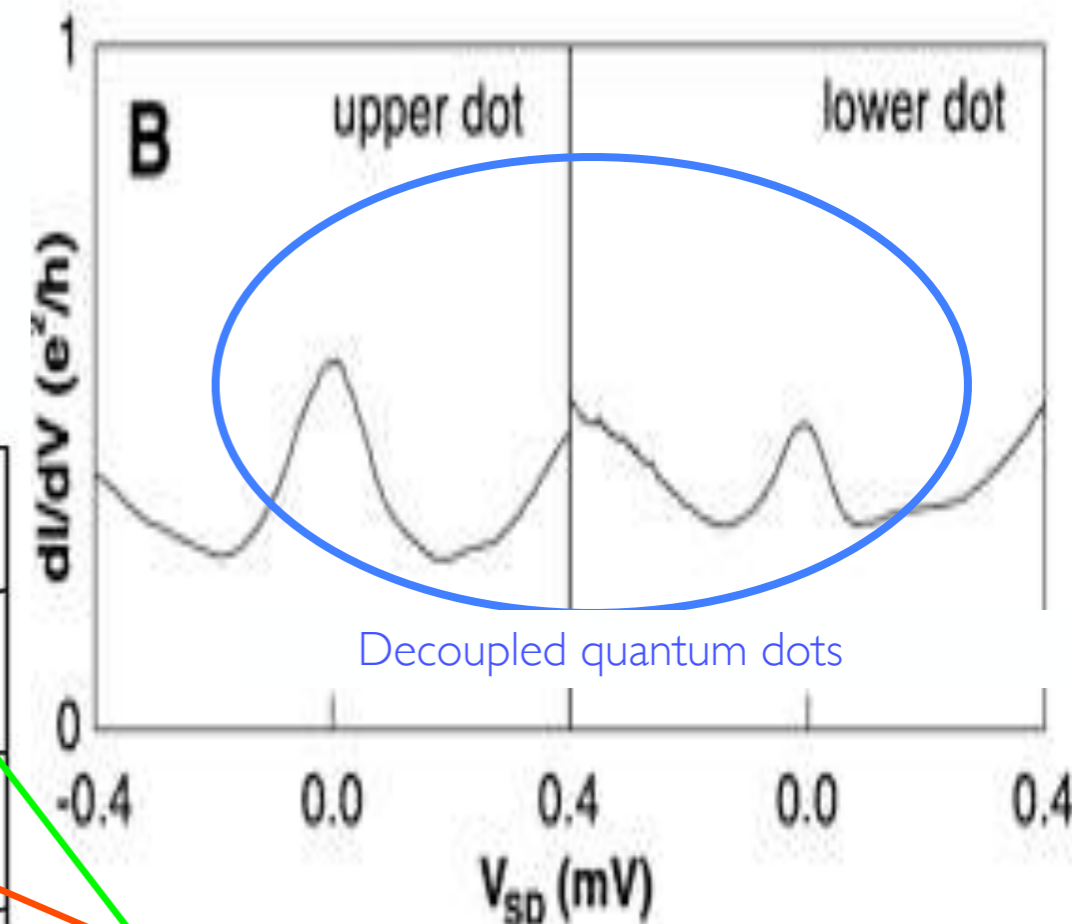 1
B
upper dot
lower dot
dI/dV (e²/h)
Decoupled quantum dots
0
-0.4 0.0 0.4 0.0 0.4
V_SD (mV)